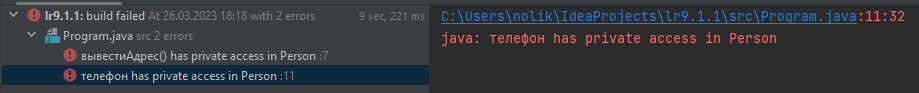 lr9.1.1: build failed At 26.03.2023 18:18 with 2 errors 9 sec, 221 ms
Program.java src 2 errors
вывестиАдрес() has private access in Person :7
телефон has private access in Person :11
C:\Users\nolik\IdeaProjects\lr9.1.1\src\Program.java:11:32
java: телефон has private access in Person